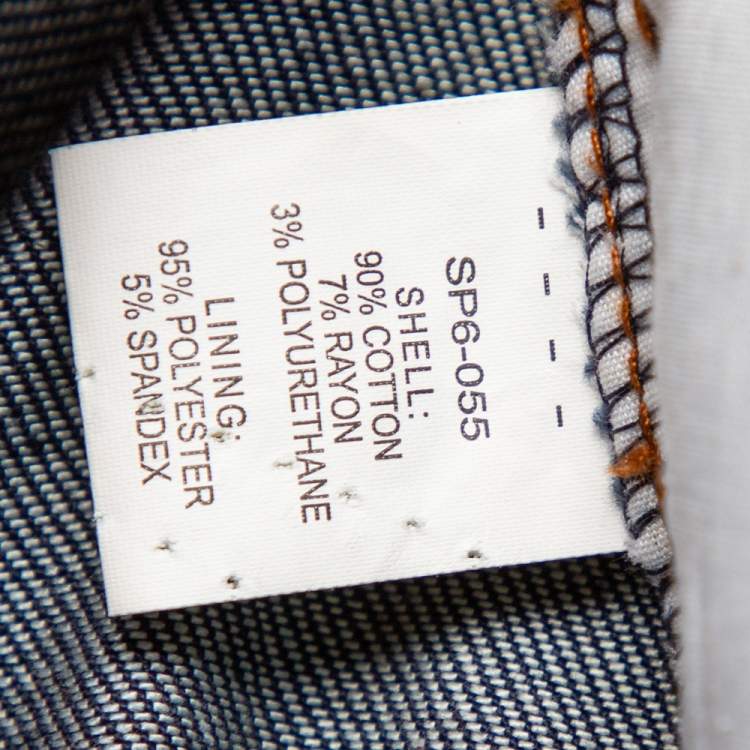 SP6-055
SHELL:
90% COTTON
7% RAYON
3% POLYURETHANE
LINING:
95% POLYESTER
5% SPANDEX